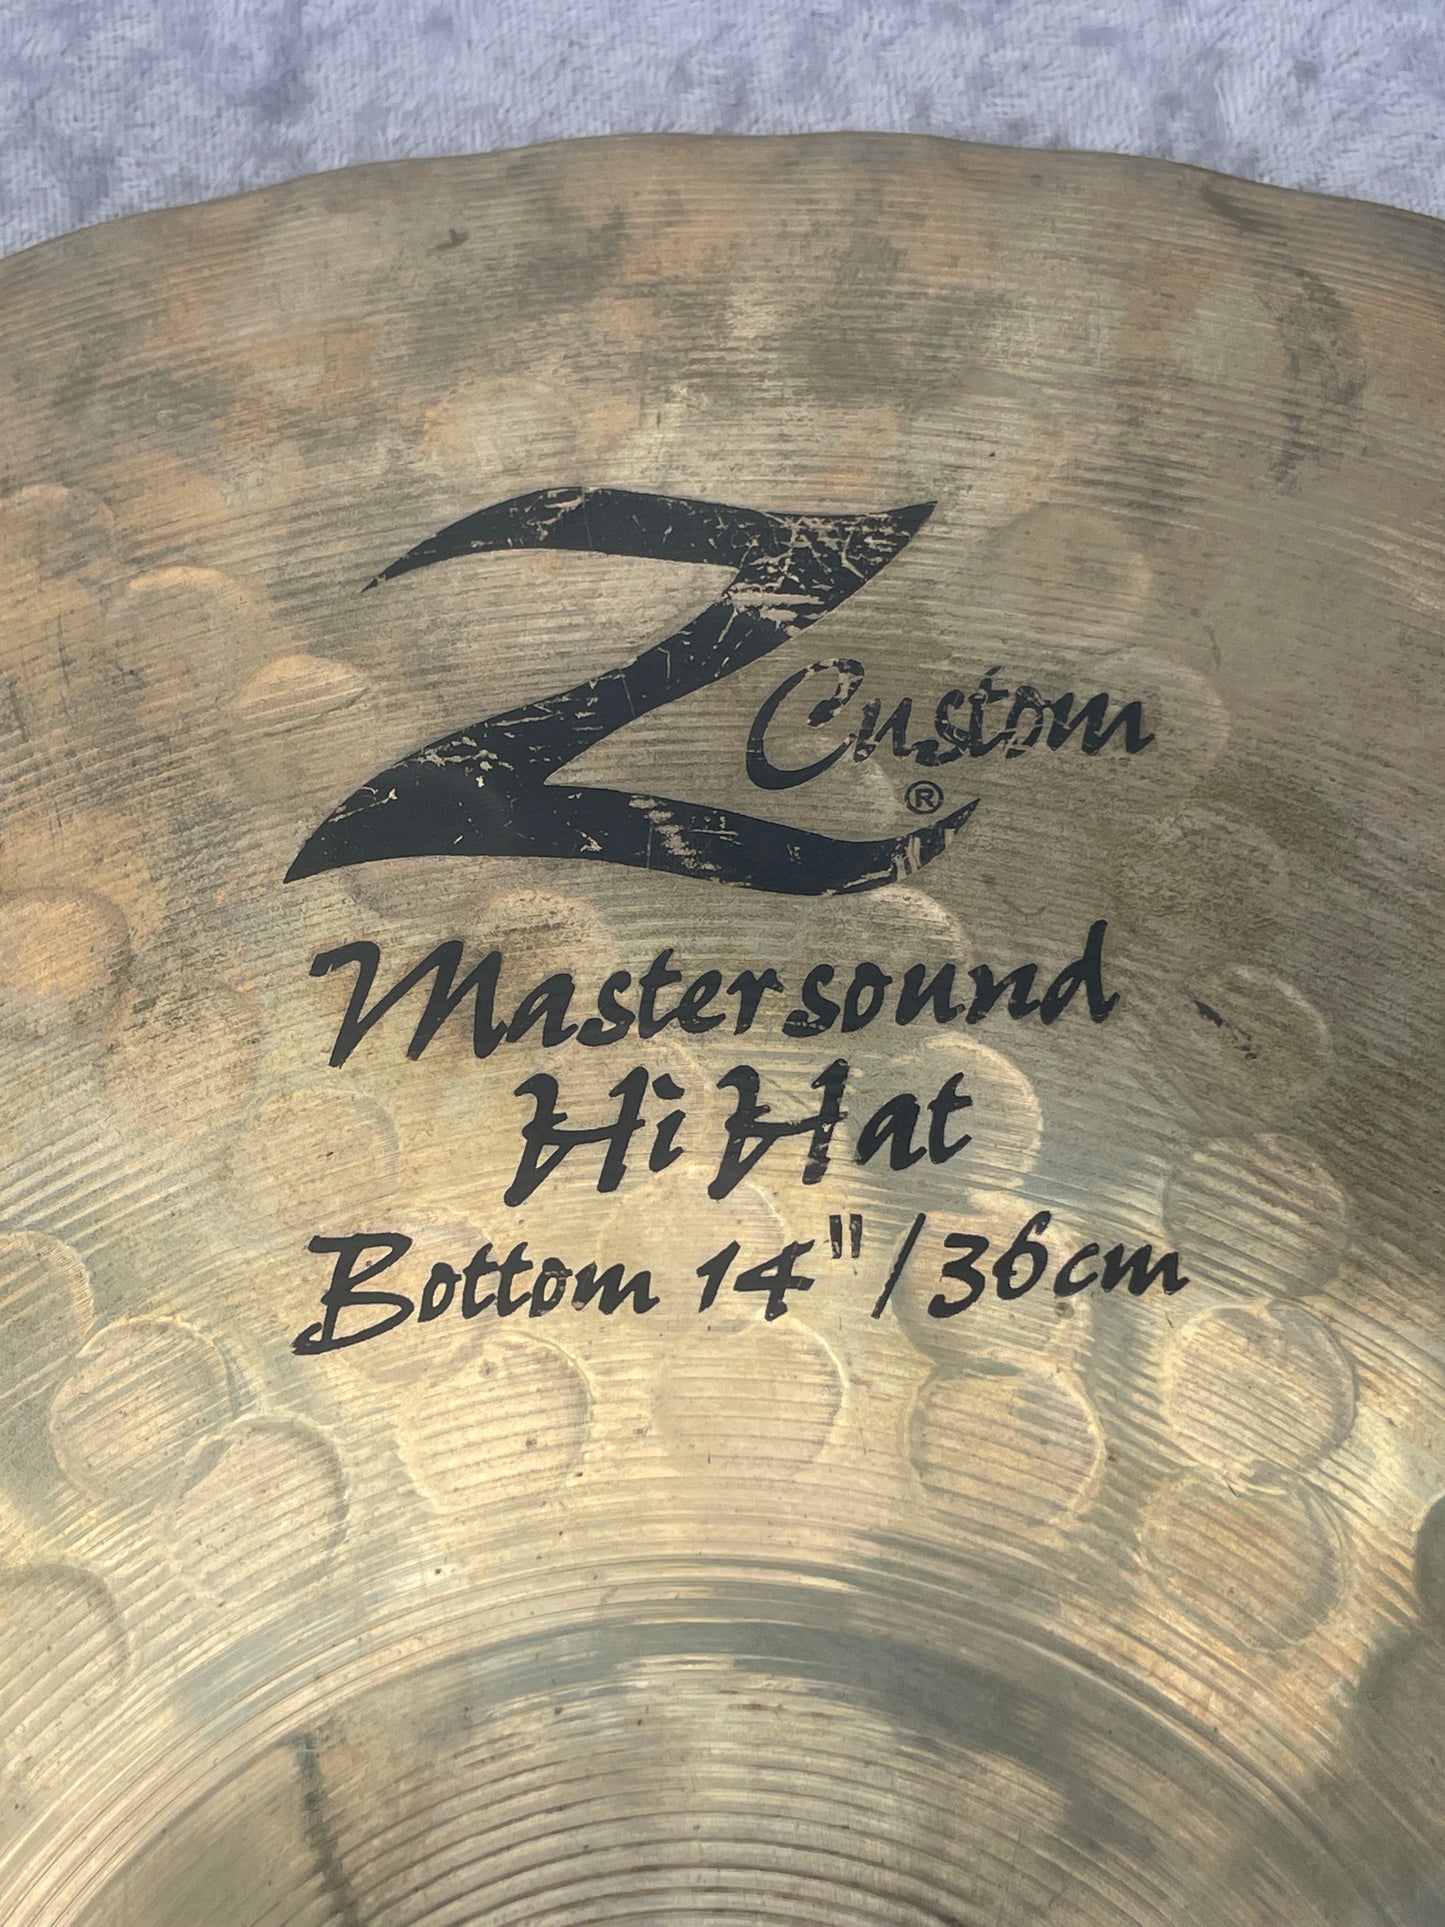 Z Custom
®
Mastersound
Hi Hat
Bottom 14"/36cm